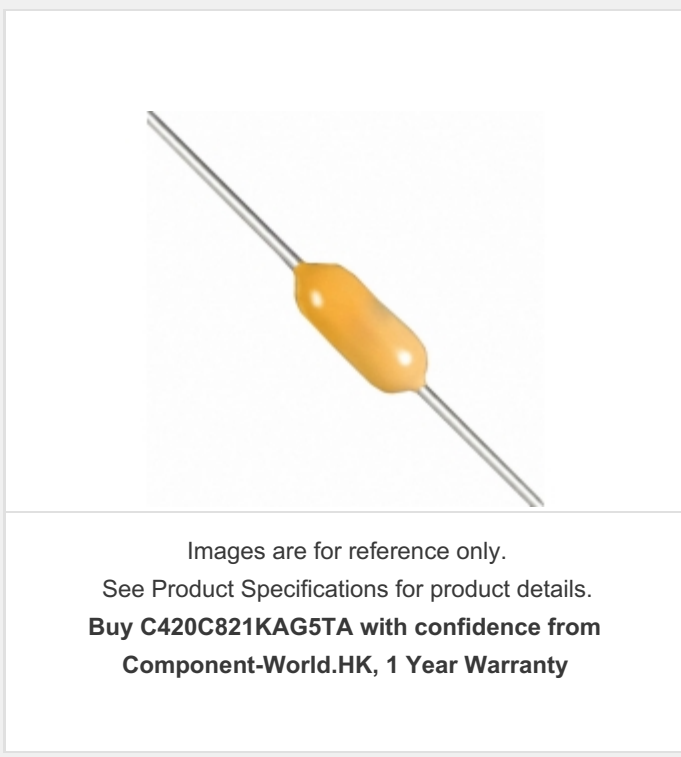 Images are for reference only.
See Product Specifications for product details.
Buy C420C821KAG5TA with confidence from
Component-World.HK, 1 Year Warranty